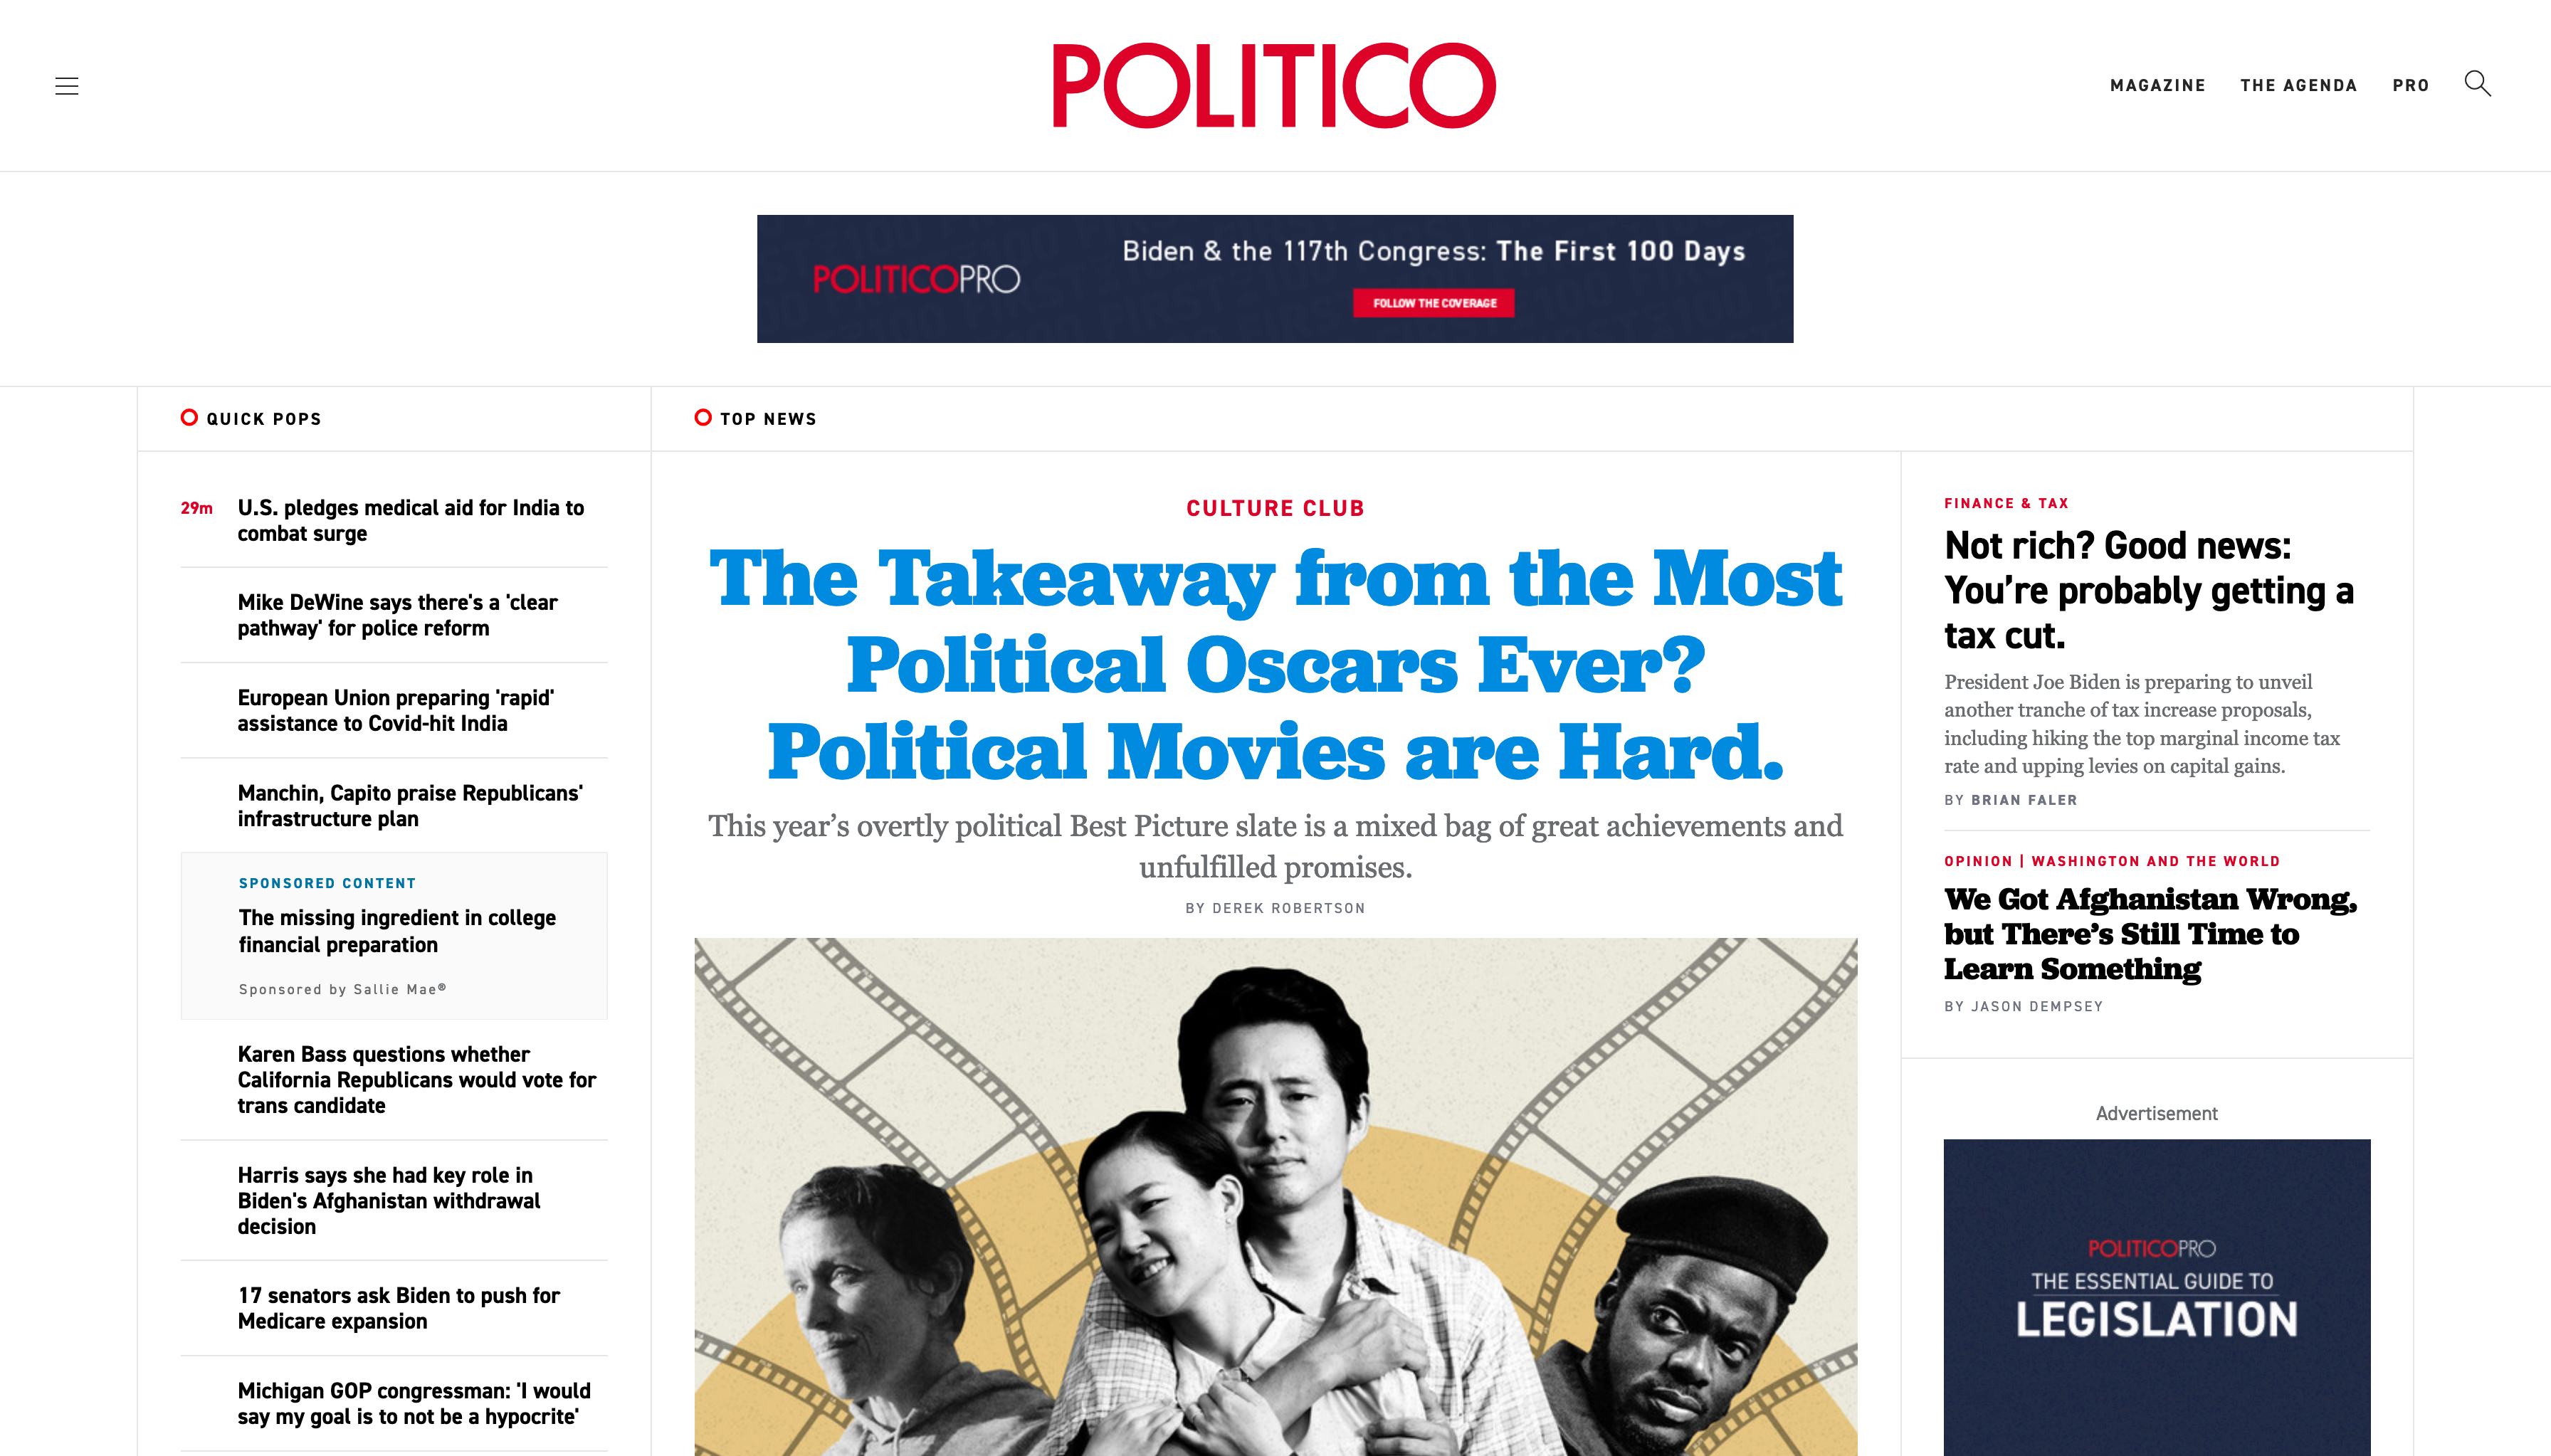 POLITICO
MAGAZINE
THE AGENDA
PRO
POLITICOPRO
Biden & the 117th Congress: The First 100 Days
FOLLOW THE COVERAGE
QUICK POPS
29m
U.S. pledges medical aid for India to
combat surge
Mike DeWine says there's a 'clear
pathway' for police reform
European Union preparing 'rapid'
assistance to Covid-hit India
Manchin, Capito praise Republicans'
infrastructure plan
SPONSORED CONTENT
The missing ingredient in college
financial preparation
Sponsored by Sallie Mae®
Karen Bass questions whether
California Republicans would vote for
trans candidate
Harris says she had key role in
Biden's Afghanistan withdrawal
decision
17 senators ask Biden to push for
Medicare expansion
Michigan GOP congressman: 'I would
say my goal is to not be a hypocrite'
TOP NEWS
CULTURE CLUB
The Takeaway from the Most
Political Oscars Ever?
Political Movies are Hard.
This year’s overtly political Best Picture slate is a mixed bag of great achievements and
unfulfilled promises.
BY DEREK ROBERTSON
FINANCE & TAX
Not rich? Good news:
You’re probably getting a
tax cut.
President Joe Biden is preparing to unveil
another tranche of tax increase proposals,
including hiking the top marginal income tax
rate and upping levies on capital gains.
BY BRIAN FALER
OPINION | WASHINGTON AND THE WORLD
We Got Afghanistan Wrong,
but There’s Still Time to
Learn Something
BY JASON DEMPSEY
Advertisement
POLITICOPRO
THE ESSENTIAL GUIDE TO
LEGISLATION